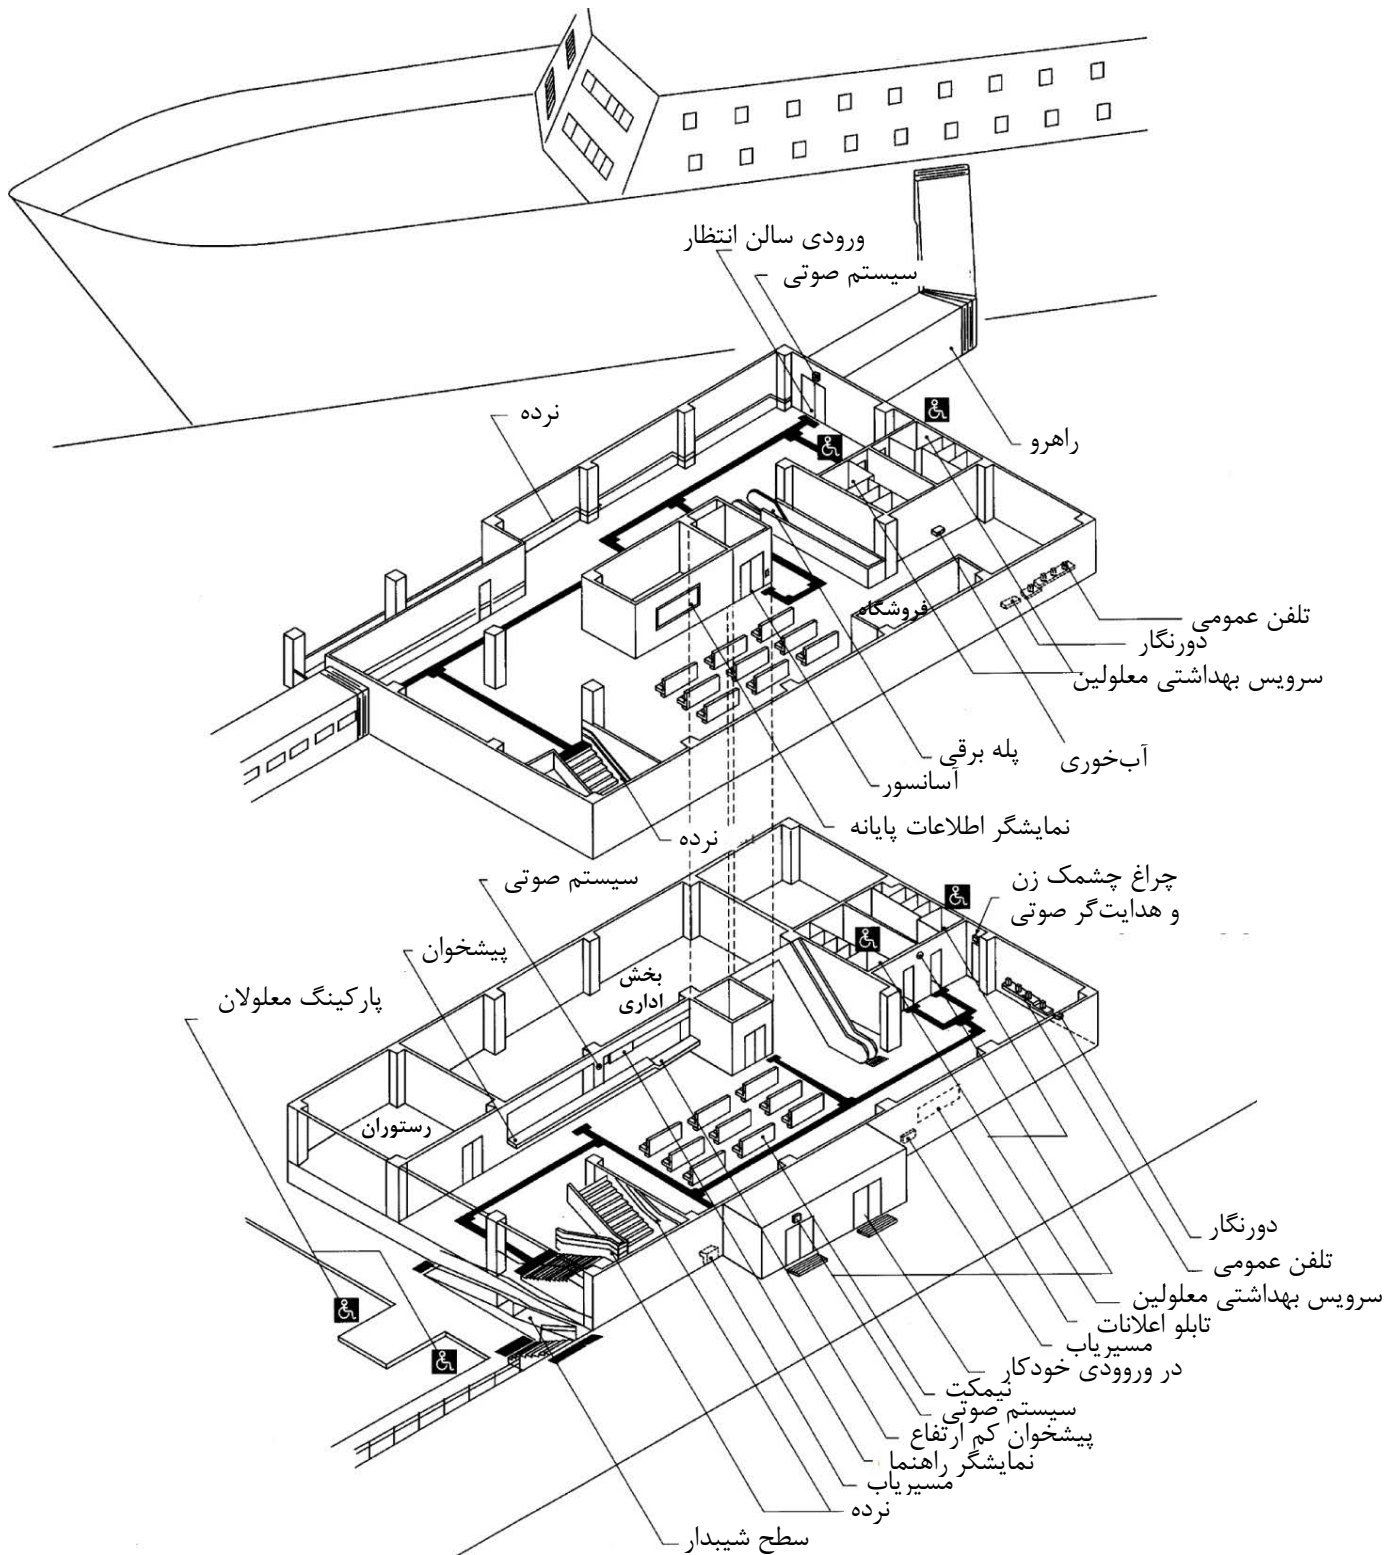 ورودی سالن انتظار
سیستم صوتی
نرده
راهرو
فروشگاه
تلفن عمومی
دورنگار
سرویس بهداشتی معلولین
پله برقی
آب‌خوری
آسانسور
نمایشگر اطلاعات پایانه
نرده
سیستم صوتی
چراغ چشمک زن
و هدایت‌گر صوتی
پیشخوان
بخش
اداری
پارکینگ معلولان
رستوران
دورنگار
تلفن عمومی
سرویس بهداشتی معلولین
تابلو اعلانات
مسیریاب
در وروودی خودکار
نیمکت
سیستم صوتی
پیشخوان کم ارتفاع
نمایشگر راهنما
مسیریاب
نرده
سطح شیبدار